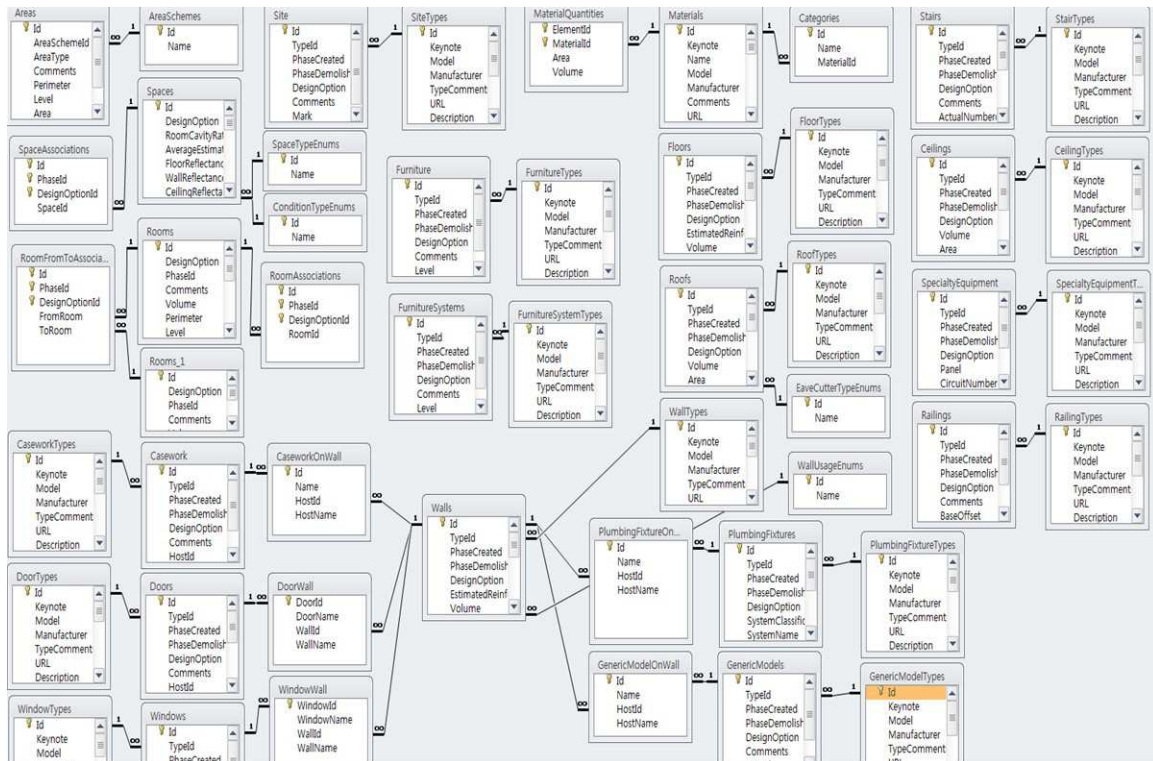 Areas
Id
AreaSchemeId
AreaType
Comments
Perimeter
Level
Area
AreaSchemes
Id
Name
Site
Id
TypeId
PhaseCreated
PhaseDemolish
DesignOption
Comments
Mark
SiteTypes
Id
Keynote
Model
Manufacturer
TypeComment
URL
Description
MaterialQuantities
ElementId
MaterialId
Area
Volume
Materials
Id
Keynote
Name
Model
Manufacturer
Comments
URL
Categories
Id
Name
MaterialId
Stairs
Id
TypeId
PhaseCreated
PhaseDemolish
DesignOption
Comments
ActualNumber
StairTypes
Id
Keynote
Model
Manufacturer
TypeComment
URL
Description
SpaceAssociations
Id
PhaseId
DesignOptionId
SpaceId
Spaces
Id
DesignOption
RoomCavityRat
AverageEstimat
FloorReflectanc
WallReflectanc
CeilingReflecta
SpaceTypeEnums
Id
Name
ConditionTypeEnums
Id
Name
Furniture
Id
TypeId
PhaseCreated
PhaseDemolish
DesignOption
Comments
Level
FurnitureTypes
Id
Keynote
Model
Manufacturer
TypeComment
URL
Description
Floors
Id
TypeId
PhaseCreated
PhaseDemolish
DesignOption
EstimatedReinf
Volume
FloorTypes
Id
Keynote
Model
Manufacturer
TypeComment
URL
Description
Ceilings
Id
TypeId
PhaseCreated
PhaseDemolish
DesignOption
Volume
Area
CeilingTypes
Id
Keynote
Model
Manufacturer
TypeComment
URL
Description
RoomFromToAssocia...
Id
PhaseId
DesignOptionId
FromRoom
ToRoom
Rooms
Id
DesignOption
PhaseId
Comments
Volume
Perimeter
Level
RoomAssociations
Id
PhaseId
DesignOptionId
RoomId
Rooms_1
Id
DesignOption
PhaseId
Comments
FurnitureSystems
Id
TypeId
PhaseCreated
PhaseDemolish
DesignOption
Comments
Level
FurnitureSystemTypes
Id
Keynote
Model
Manufacturer
TypeComment
URL
Description
Roofs
Id
TypeId
PhaseCreated
PhaseDemolish
DesignOption
Volume
Area
RoofTypes
Id
Keynote
Model
Manufacturer
TypeComment
URL
Description
EaveCutterTypeEnums
Id
Name
SpecialtyEquipment
Id
TypeId
PhaseCreated
PhaseDemolish
DesignOption
Panel
CircuitNumber
SpecialtyEquipmentT...
Id
Keynote
Model
Manufacturer
TypeComment
URL
Description
CaseworkTypes
Id
Keynote
Model
Manufacturer
TypeComment
URL
Description
Casework
Id
TypeId
PhaseCreated
PhaseDemolish
DesignOption
Comments
HostId
CaseworkOnWall
Id
Name
HostId
HostName
Walls
Id
TypeId
PhaseCreated
PhaseDemolish
DesignOption
EstimatedReinf
Volume
WallTypes
Id
Keynote
Model
Manufacturer
TypeComment
URL
WallUsageEnums
Id
Name
Railings
Id
TypeId
PhaseCreated
PhaseDemolish
DesignOption
Comments
BaseOffset
RailingTypes
Id
Keynote
Model
Manufacturer
TypeComment
URL
Description
DoorTypes
Id
Keynote
Model
Manufacturer
TypeComment
URL
Description
Doors
Id
TypeId
PhaseCreated
PhaseDemolish
DesignOption
Comments
HostId
DoorWall
DoorId
DoorName
WallId
WallName
PlumbingFixtureOn...
Id
Name
HostId
HostName
PlumbingFixtures
Id
TypeId
PhaseCreated
PhaseDemolish
DesignOption
SystemClassific
SystemName
PlumbingFixtureTypes
Id
Keynote
Model
Manufacturer
TypeComment
URL
Description
WindowTypes
Id
Keynote
Model
Windows
Id
TypeId
PhaseCreated
WindowWall
WindowId
WindowName
WallId
WallName
GenericModelOnWall
Id
Name
HostId
HostName
GenericModels
Id
TypeId
PhaseCreated
PhaseDemolish
DesignOption
Comments
GenericModelTypes
Id
Keynote
Model
Manufacturer
TypeComment